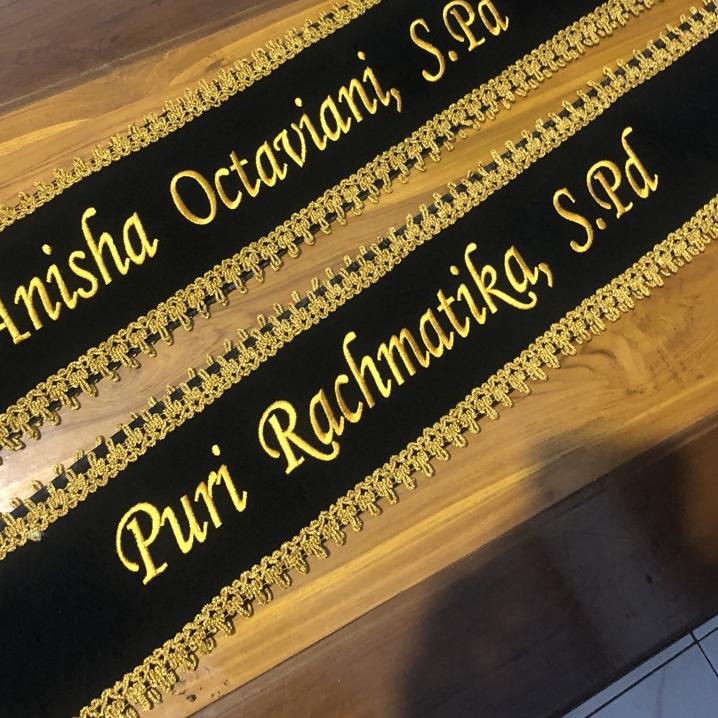 Anisha Octaviani, S.Pd
Puri Rachmatika, S.Pd